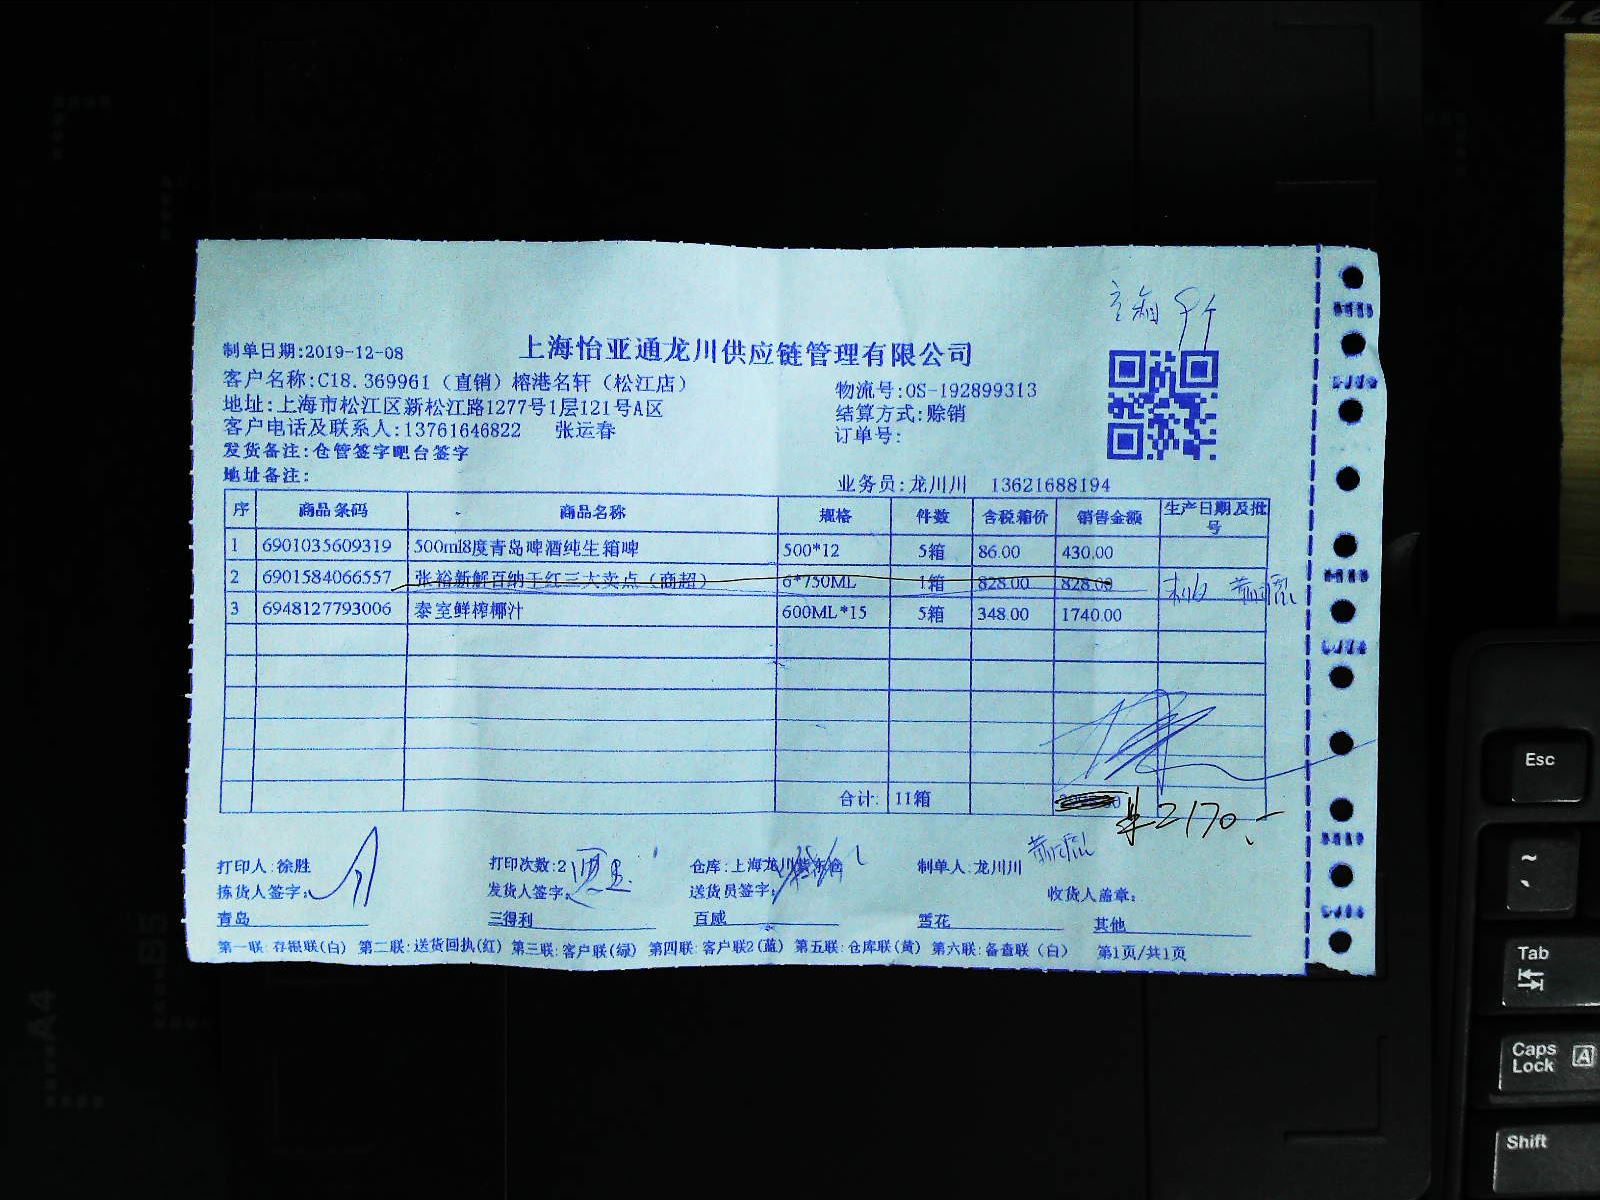 上海怡亚通龙川供应链管理有限公司
制单日期:2019-12-08
客户名称:C18.369961（直销）榕港名轩（松江店）
物流号:OS-192899313
地址:上海市松江区新松江路1277号1层121号A区
结算方式:赊销
客户电话及联系人:13761646822 张运春
订单号:
发货备注:仓管签字吧台签字
地址备注:
业务员:龙川川 13621688194
序 商品条码 商品名称 规格 件数 含税箱价 销售金额 生产日期及批号
1 6901035609319 500ml8度青岛啤酒纯生箱啤 500*12 5箱 86.00 430.00
2 6901584066557 张裕新解百纳干红三大卖点（商超） 6*750ML 1箱 828.00 828.00
3 6948127793006 泰室鲜榨椰汁 600ML*15 5箱 348.00 1740.00
合计: 11箱
¥2170.-
打印人:徐胜 打印次数:2 仓库:上海龙川 制单人:龙川川
拣货人签字: 发货人签字: 送货员签字: 收货人盖章:
青岛 三得利 百威 雪花 其他
第一联:存根联(白) 第二联:送货回执(红) 第三联:客户联(绿) 第四联:客户联2(蓝) 第五联:仓库联(黄) 第六联:备查联（白） 第1页/共1页
Esc
~
Tab
Caps Lock A
Shift
A4
B5